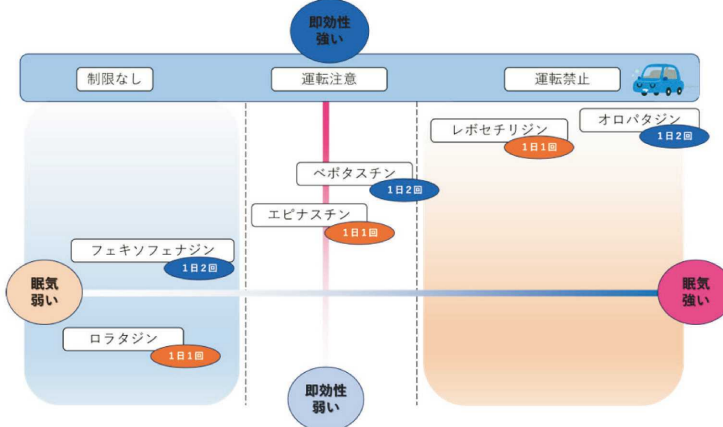 即効性
強い
制限なし
運転注意
運転禁止
オロパタジン
1日2回
レボセチリジン
1日1回
ベポタスチン
1日2回
エピナスチン
1日1回
フェキソフェナジン
1日2回
眠気
弱い
眠気
強い
ロラタジン
1日1回
即効性
弱い